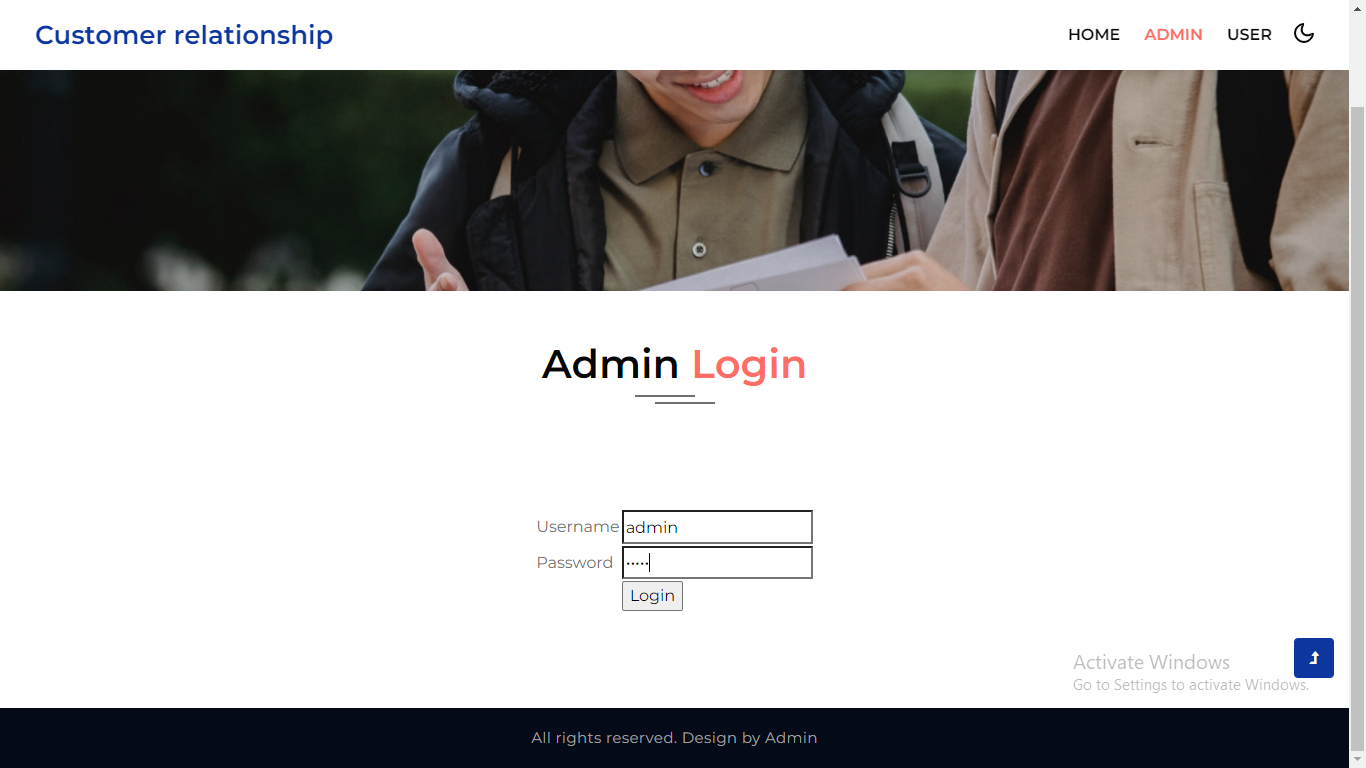 Customer relationship
HOME ADMIN USER
Admin Login
Username admin
Password •••••
Login
Activate Windows
Go to Settings to activate Windows.
All rights reserved. Design by Admin